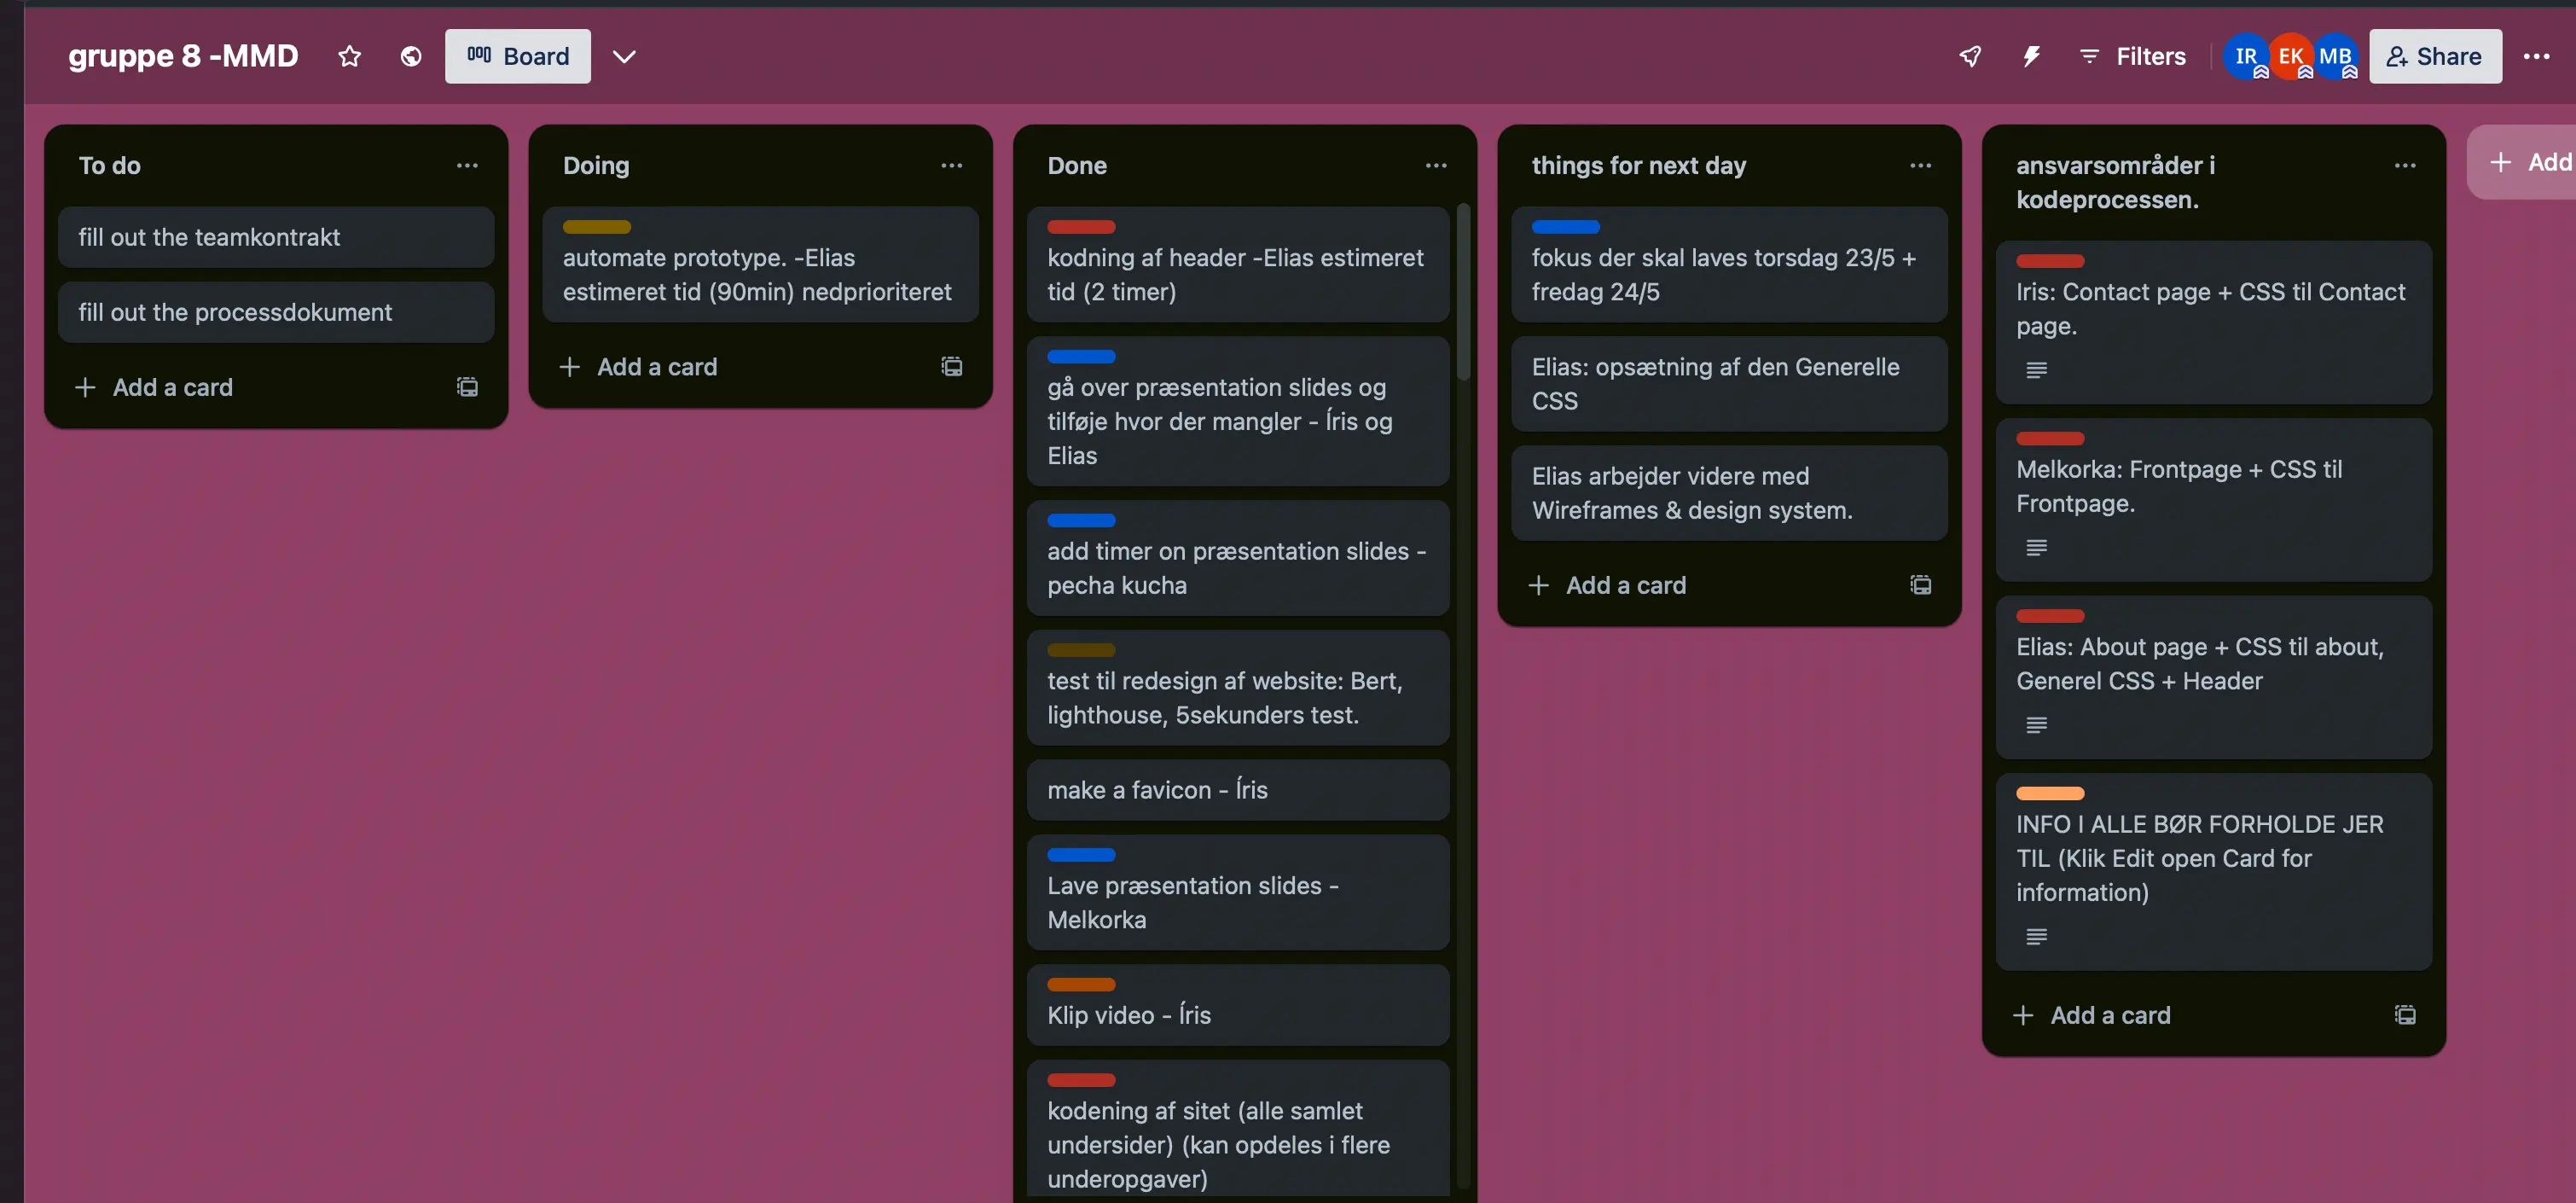 gruppe 8 -MMD
Board
Filters
IR
EK
MB
Share
To do
fill out the teamkontrakt
fill out the processdokument
Add a card
Doing
automate prototype. -Elias
estimeret tid (90min) nedprioriteret
Add a card
Done
kodning af header -Elias estimeret
tid (2 timer)
gå over præsentation slides og
tilføje hvor der mangler - Íris og
Elias
add timer on præsentation slides -
pecha kucha
test til redesign af website: Bert,
lighthouse, 5sekunders test.
make a favicon - Íris
Lave præsentation slides -
Melkorka
Klip video - Íris
kodening af sitet (alle samlet
undersider) (kan opdeles i flere
underopgaver)
things for next day
fokus der skal laves torsdag 23/5 +
fredag 24/5
Elias: opsætning af den Generelle
CSS
Elias arbejder videre med
Wireframes & design system.
Add a card
ansvarsområder i
kodeprocessen.
Iris: Contact page + CSS til Contact
page.
Melkorka: Frontpage + CSS til
Frontpage.
Elias: About page + CSS til about,
Generel CSS + Header
INFO I ALLE BØR FORHOLDE JER
TIL (Klik Edit open Card for
information)
Add a card
Add